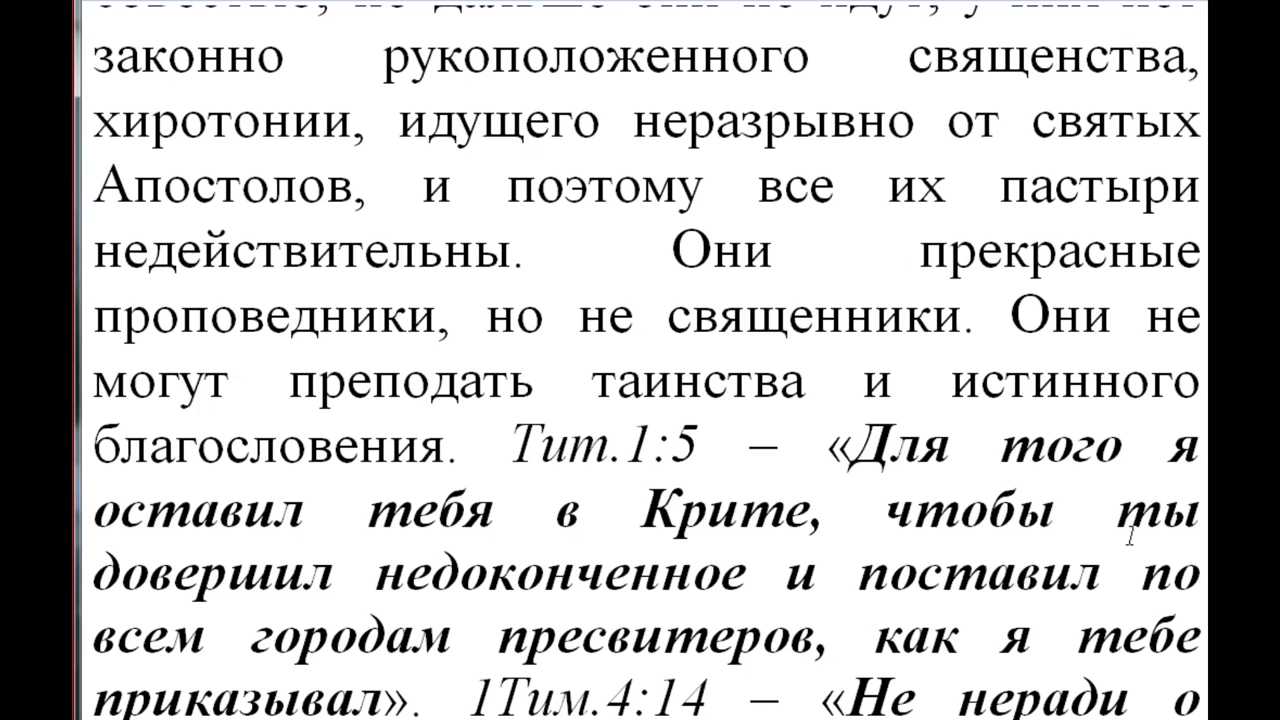 законно рукоположенного священства,
хиротонии, идущего неразрывно от святых
Апостолов, и поэтому все их пастыри
недействительны. Они прекрасные
проповедники, но не священники. Они не
могут преподать таинства и истинного
благословения. Тит.1:5 – «Для того я
оставил тебя в Крите, чтобы ты
довершил недоконченное и поставил по
всем городам пресвитеров, как я тебе
приказывал». 1Тим.4:14 – «Не неради о